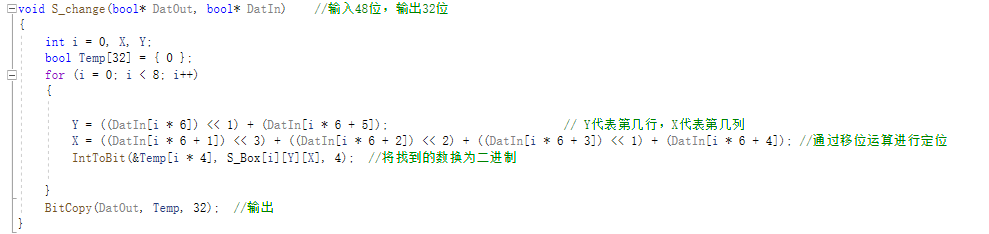 void S_change(bool* DatOut, bool* DatIn)    //输入48位，输出32位
{
    int i = 0, X, Y;
    bool Temp[32] = { 0 };
    for (i = 0; i < 8; i++)
    {
        Y = ((DatIn[i * 6]) << 1) + (DatIn[i * 6 + 5]);                         // Y代表第几行，X代表第几列
        X = ((DatIn[i * 6 + 1]) << 3) + ((DatIn[i * 6 + 2]) << 2) + ((DatIn[i * 6 + 3]) << 1) + (DatIn[i * 6 + 4]); //通过移位运算进行定位
        IntToBit(&Temp[i * 4], S_Box[i][Y][X], 4);  //将找到的数换为二进制
    }
    BitCopy(DatOut, Temp, 32);  //输出
}